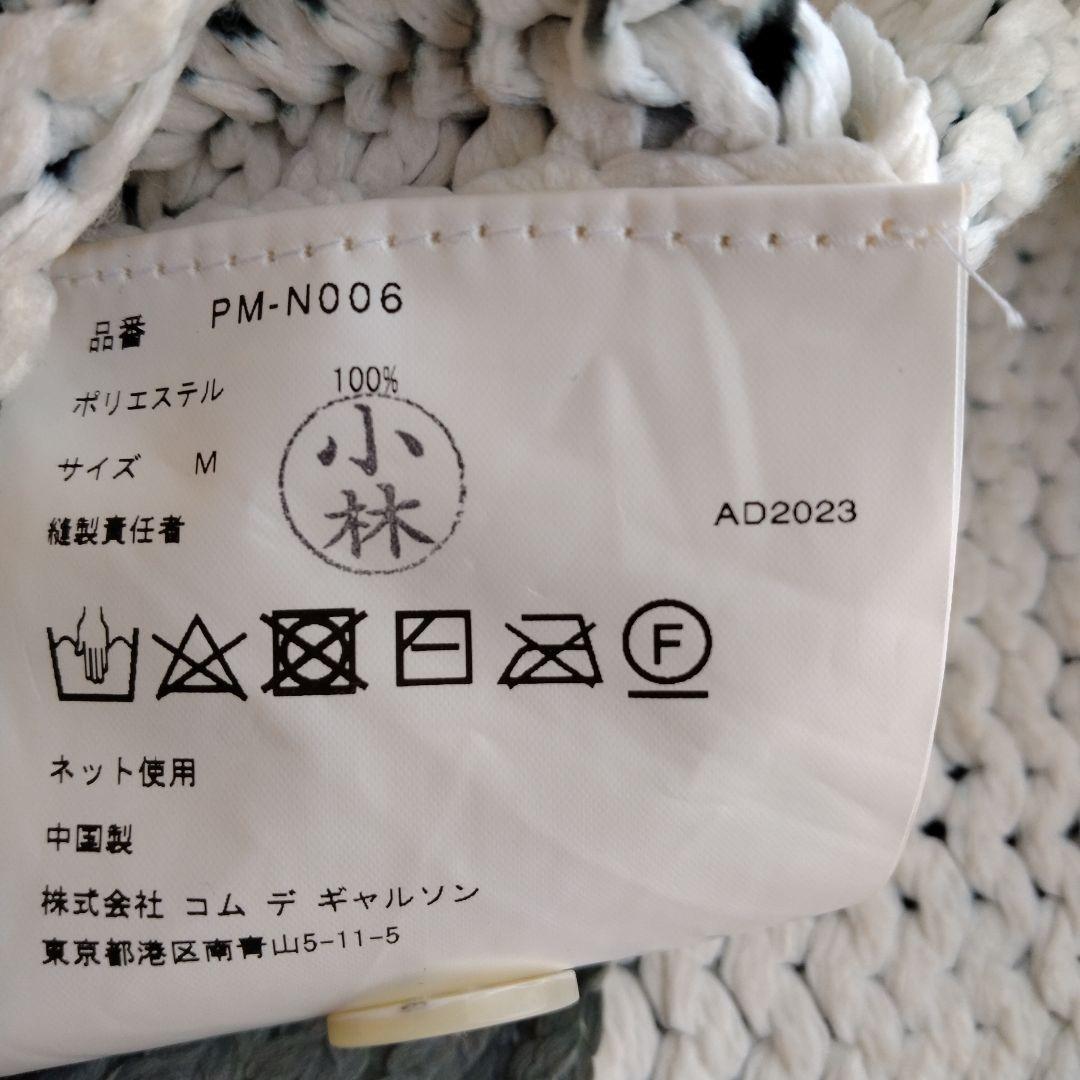 品番 PM-N006
ポリエステル 100%
サイズ M
縫製責任者 小林
AD2023
F
ネット使用
中国製
株式会社 コム デ ギャルソン
東京都港区南青山5-11-5